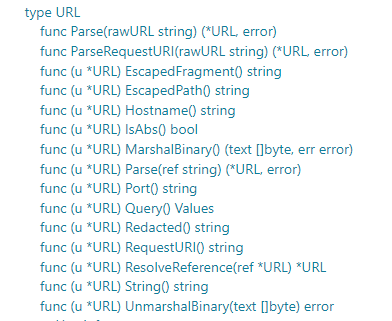 type URL
func Parse(rawURL string) (*URL, error)
func ParseRequestURI(rawURL string) (*URL, error)
func (u *URL) EscapedFragment() string
func (u *URL) EscapedPath() string
func (u *URL) Hostname() string
func (u *URL) IsAbs() bool
func (u *URL) MarshalBinary() (text []byte, err error)
func (u *URL) Parse(ref string) (*URL, error)
func (u *URL) Port() string
func (u *URL) Query() Values
func (u *URL) Redacted() string
func (u *URL) RequestURI() string
func (u *URL) ResolveReference(ref *URL) *URL
func (u *URL) String() string
func (u *URL) UnmarshalBinary(text []byte) error